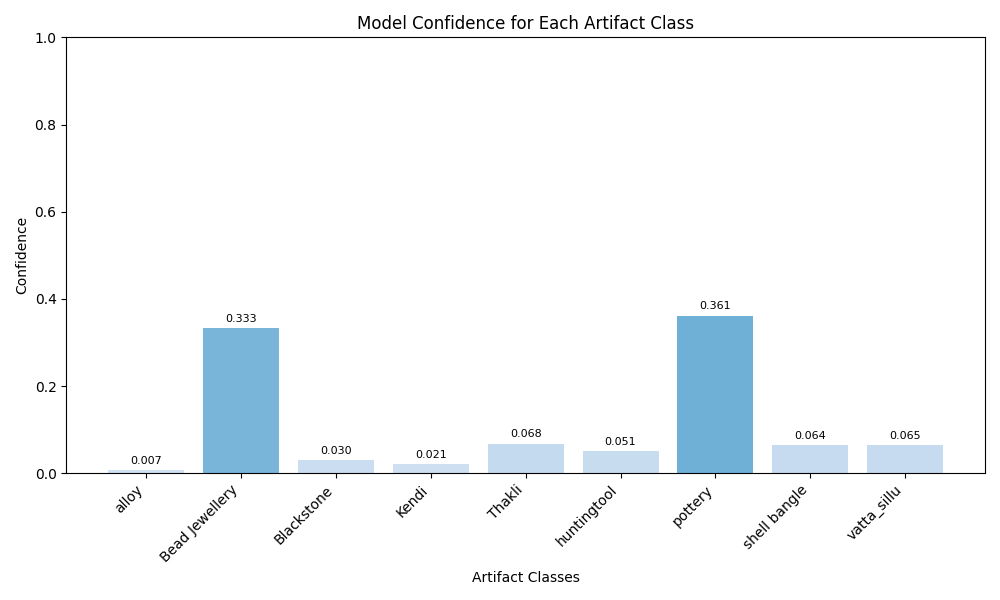 Model Confidence for Each Artifact Class
1.0
0.8
0.6
0.4
0.2
0.0
Confidence
0.007
0.333
0.030
0.021
0.068
0.051
0.361
0.064
0.065
alloy
Bead Jewellery
Blackstone
Kendi
Thakli
huntingtool
pottery
shell bangle
vatta_sillu
Artifact Classes